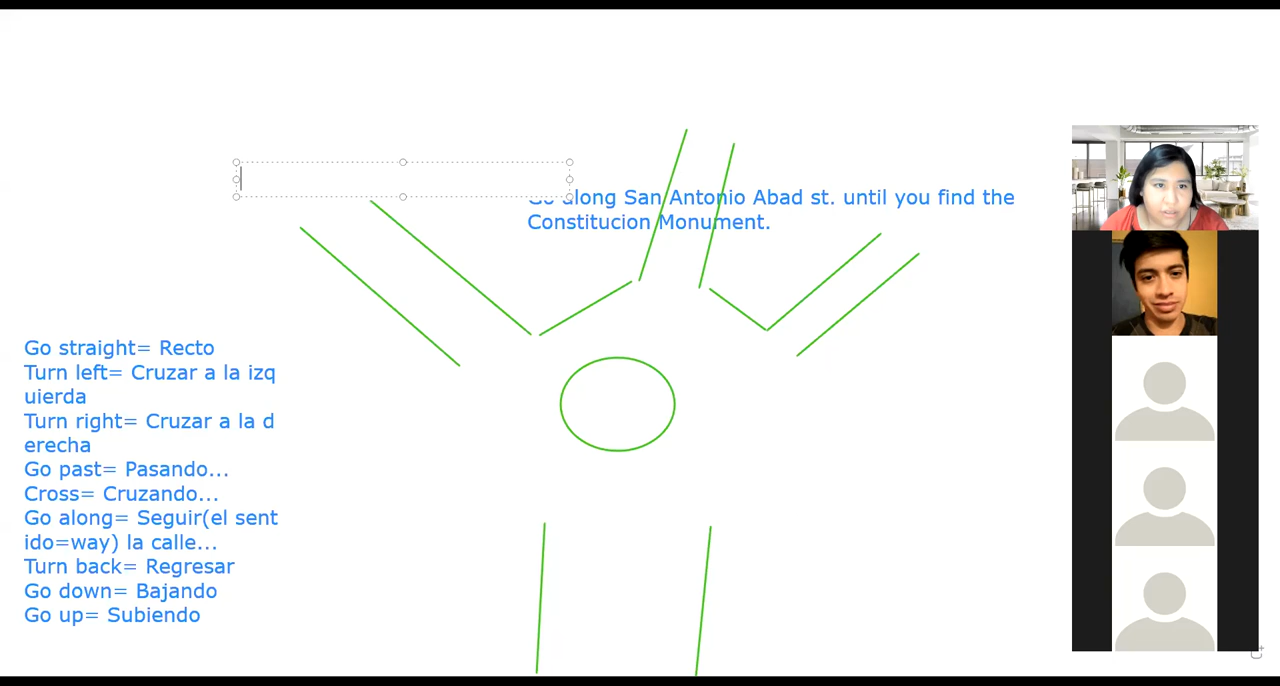 Go along San Antonio Abad st. until you find the
Constitucion Monument.
Go straight= Recto
Turn left= Cruzar a la izq
uierda
Turn right= Cruzar a la d
erecha
Go past= Pasando...
Cross= Cruzando...
Go along= Seguir(el sent
ido=way) la calle...
Turn back= Regresar
Go down= Bajando
Go up= Subiendo